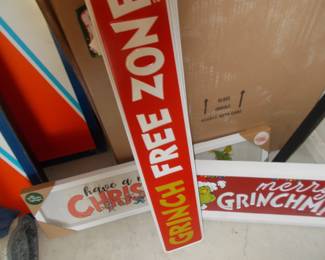 GRINCH FREE ZONE
have a
CHRIS
merry
GRINCHM